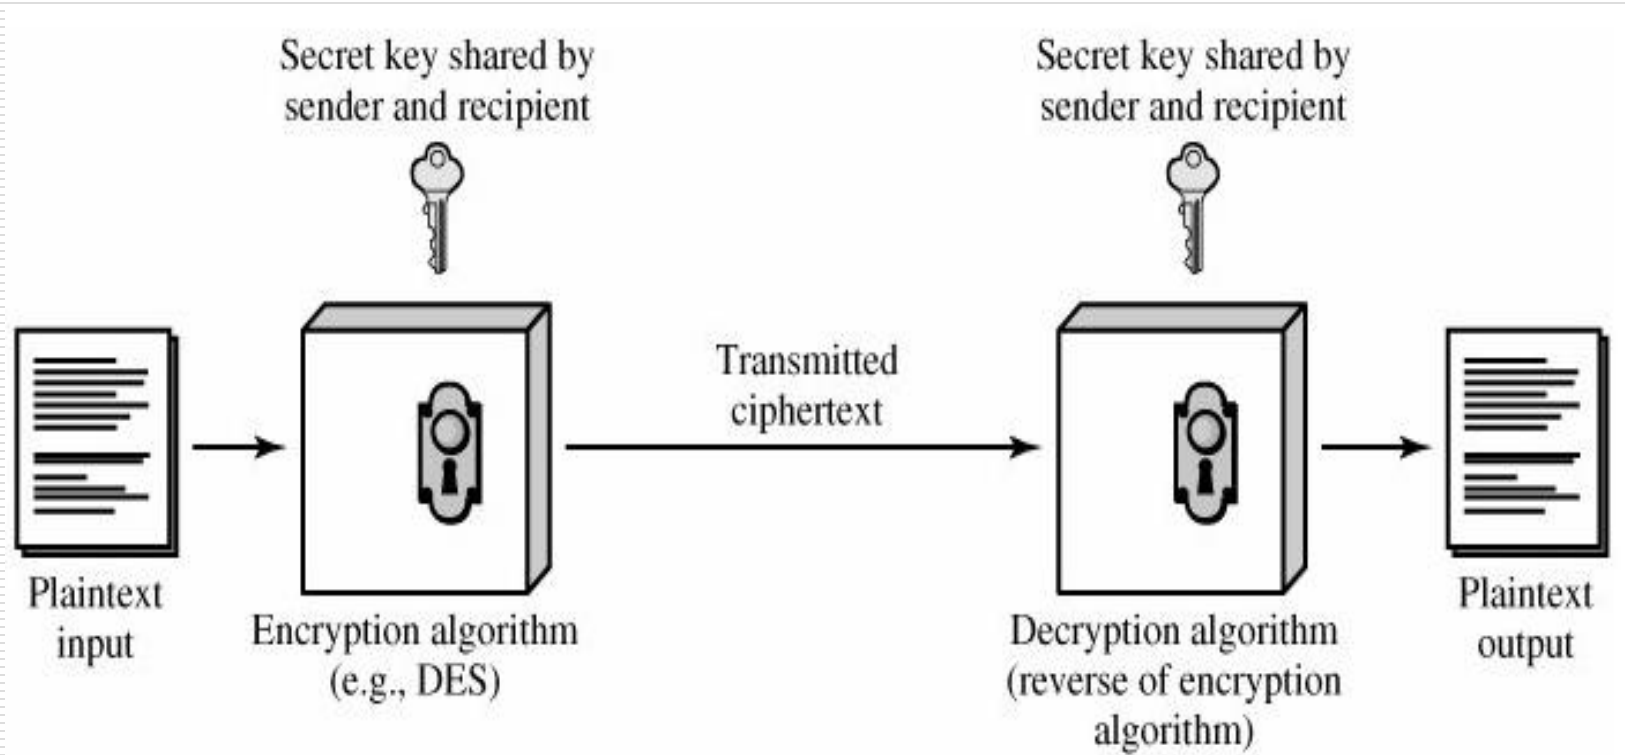 Secret key shared by
sender and recipient
Secret key shared by
sender and recipient
Transmitted
ciphertext
Plaintext
input
Encryption algorithm
(e.g., DES)
Decryption algorithm
(reverse of encryption
algorithm)
Plaintext
output